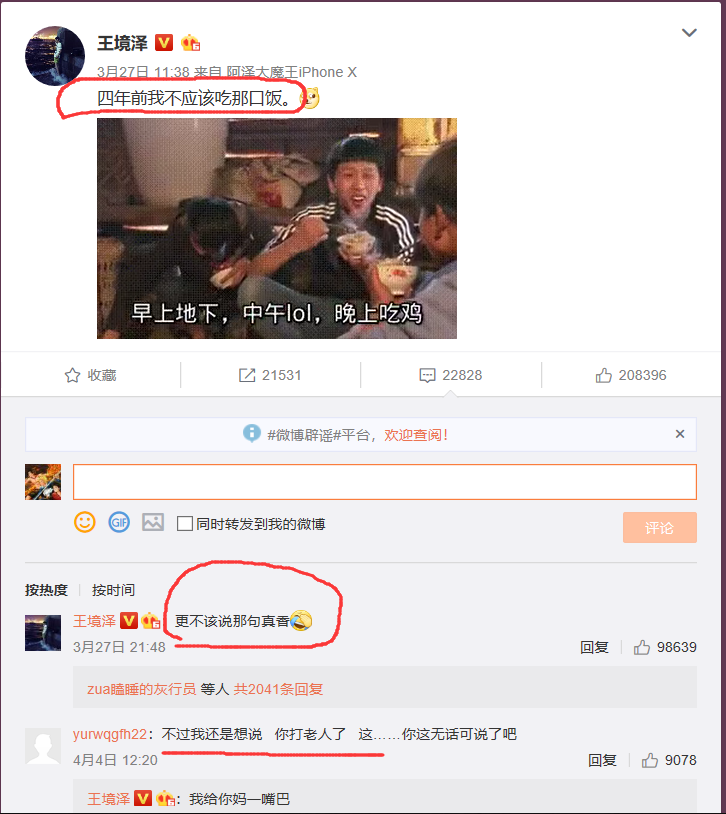 王境泽
3月27日 11:38 来自 阿泽大魔王iPhone X
四年前我不应该吃那口饭。
早上地下，中午lol，晚上吃鸡
收藏
21531
22828
208396
#微博辟谣#平台，欢迎查阅！
GIF
同时转发到我的微博
评论
按热度 按时间
王境泽
更不该说那句真香
3月27日 21:48
回复
98639
zua瞌睡的灰行员 等人 共2041条回复
yurwqgfh22：不过我还是想说 你打老人了 这……你这无话可说了吧
4月4日 12:20
回复
9078
王境泽
：我给你妈一嘴巴